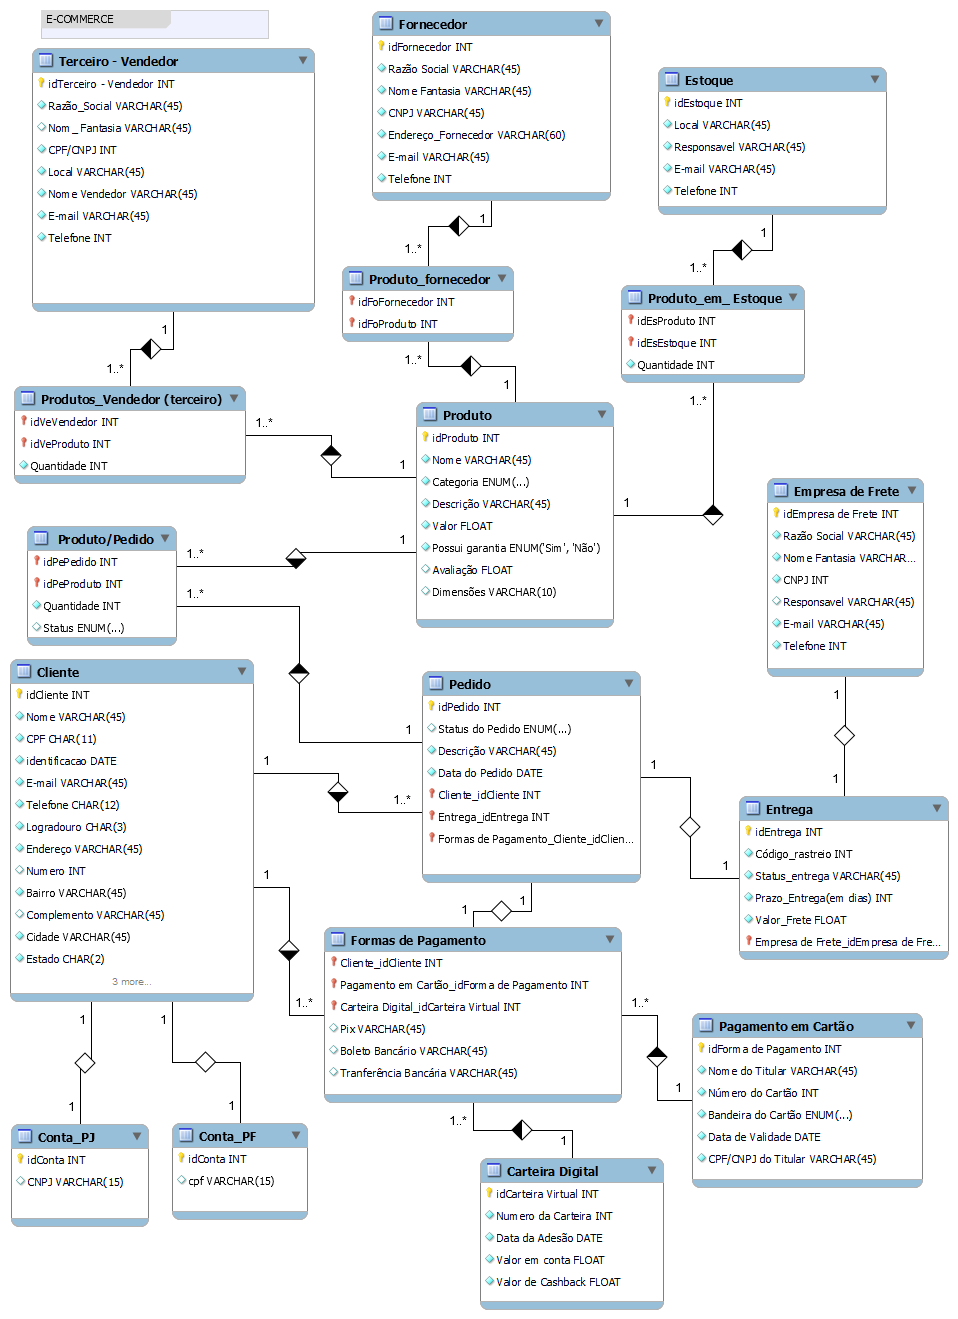 E-COMMERCE
Terceiro - Vendedor
idTerceiro - Vendedor INT
Razão_Social VARCHAR(45)
Nom_ Fantasia VARCHAR(45)
CPF/CNPJ INT
Local VARCHAR(45)
Nome Vendedor VARCHAR(45)
E-mail VARCHAR(45)
Telefone INT
Fornecedor
idFornecedor INT
Razão Social VARCHAR(45)
Nome Fantasia VARCHAR(45)
CNPJ VARCHAR(45)
Endereço_Fornecedor VARCHAR(60)
E-mail VARCHAR(45)
Telefone INT
Estoque
idEstoque INT
Local VARCHAR(45)
Responsavel VARCHAR(45)
E-mail VARCHAR(45)
Telefone INT
1
1..*
1
1..*
1
1..*
Produto_fornecedor
idFoFornecedor INT
idFoProduto INT
1..*
1
Produto_em_ Estoque
idEsProduto INT
idEsEstoque INT
Quantidade INT
1..*
1
Produtos_Vendedor (terceiro)
idVeVendedor INT
idVeProduto INT
Quantidade INT
1..*
1
Produto
idProduto INT
Nome VARCHAR(45)
Categoria ENUM(...)
Descrição VARCHAR(45)
Valor FLOAT
Possui garantia ENUM('Sim', 'Não')
Avaliação FLOAT
Dimensões VARCHAR(10)
Empresa de Frete
idEmpresa de Frete INT
Razão Social VARCHAR(45)
Nome Fantasia VARCHAR...
CNPJ INT
Responsavel VARCHAR(45)
E-mail VARCHAR(45)
Telefone INT
1
1
Produto/Pedido
idPePedido INT
idPeProduto INT
Quantidade INT
Status ENUM(...)
1..*
1
1..*
1
Cliente
idCliente INT
Nome VARCHAR(45)
CPF CHAR(11)
identificacao DATE
E-mail VARCHAR(45)
Telefone CHAR(12)
Logradouro CHAR(3)
Endereço VARCHAR(45)
Numero INT
Bairro VARCHAR(45)
Complemento VARCHAR(45)
Cidade VARCHAR(45)
Estado CHAR(2)
3 more...
1
1..*
1
1..*
Pedido
idPedido INT
Status do Pedido ENUM(...)
Descrição VARCHAR(45)
Data do Pedido DATE
Cliente_idCliente INT
Entrega_idEntrega INT
Formas de Pagamento_Cliente_idClien...
1
1
1
1
Entrega
idEntrega INT
Código_rastreio INT
Status_entrega VARCHAR(45)
Prazo_Entrega(em dias) INT
Valor_Frete FLOAT
Empresa de Frete_idEmpresa de Fre...
Formas de Pagamento
Cliente_idCliente INT
Pagamento em Cartão_idForma de Pagamento INT
Carteira Digital_idCarteira Virtual INT
Pix VARCHAR(45)
Boleto Bancário VARCHAR(45)
Tranferência Bancária VARCHAR(45)
1..*
1
1..*
1
Pagamento em Cartão
idForma de Pagamento INT
Nome do Titular VARCHAR(45)
Número do Cartão INT
Bandeira do Cartão ENUM(...)
Data de Validade DATE
CPF/CNPJ do Titular VARCHAR(45)
1
1
1
1
Conta_PJ
idConta INT
CNPJ VARCHAR(15)
Conta_PF
idConta INT
cpf VARCHAR(15)
Carteira Digital
idCarteira Virtual INT
Numero da Carteira INT
Data da Adesão DATE
Valor em conta FLOAT
Valor de Cashback FLOAT